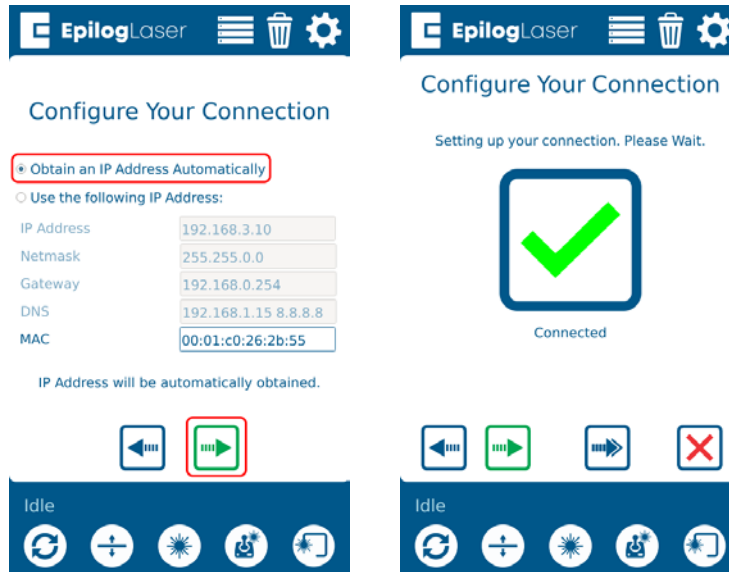 EpilogLaser
Configure Your Connection
Obtain an IP Address Automatically
Use the following IP Address:
IP Address 192.168.3.10
Netmask 255.255.0.0
Gateway 192.168.0.254
DNS 192.168.1.15 8.8.8.8
MAC 00:01:c0:26:2b:55
IP Address will be automatically obtained.
Idle
EpilogLaser
Configure Your Connection
Setting up your connection. Please Wait.
Connected
Idle